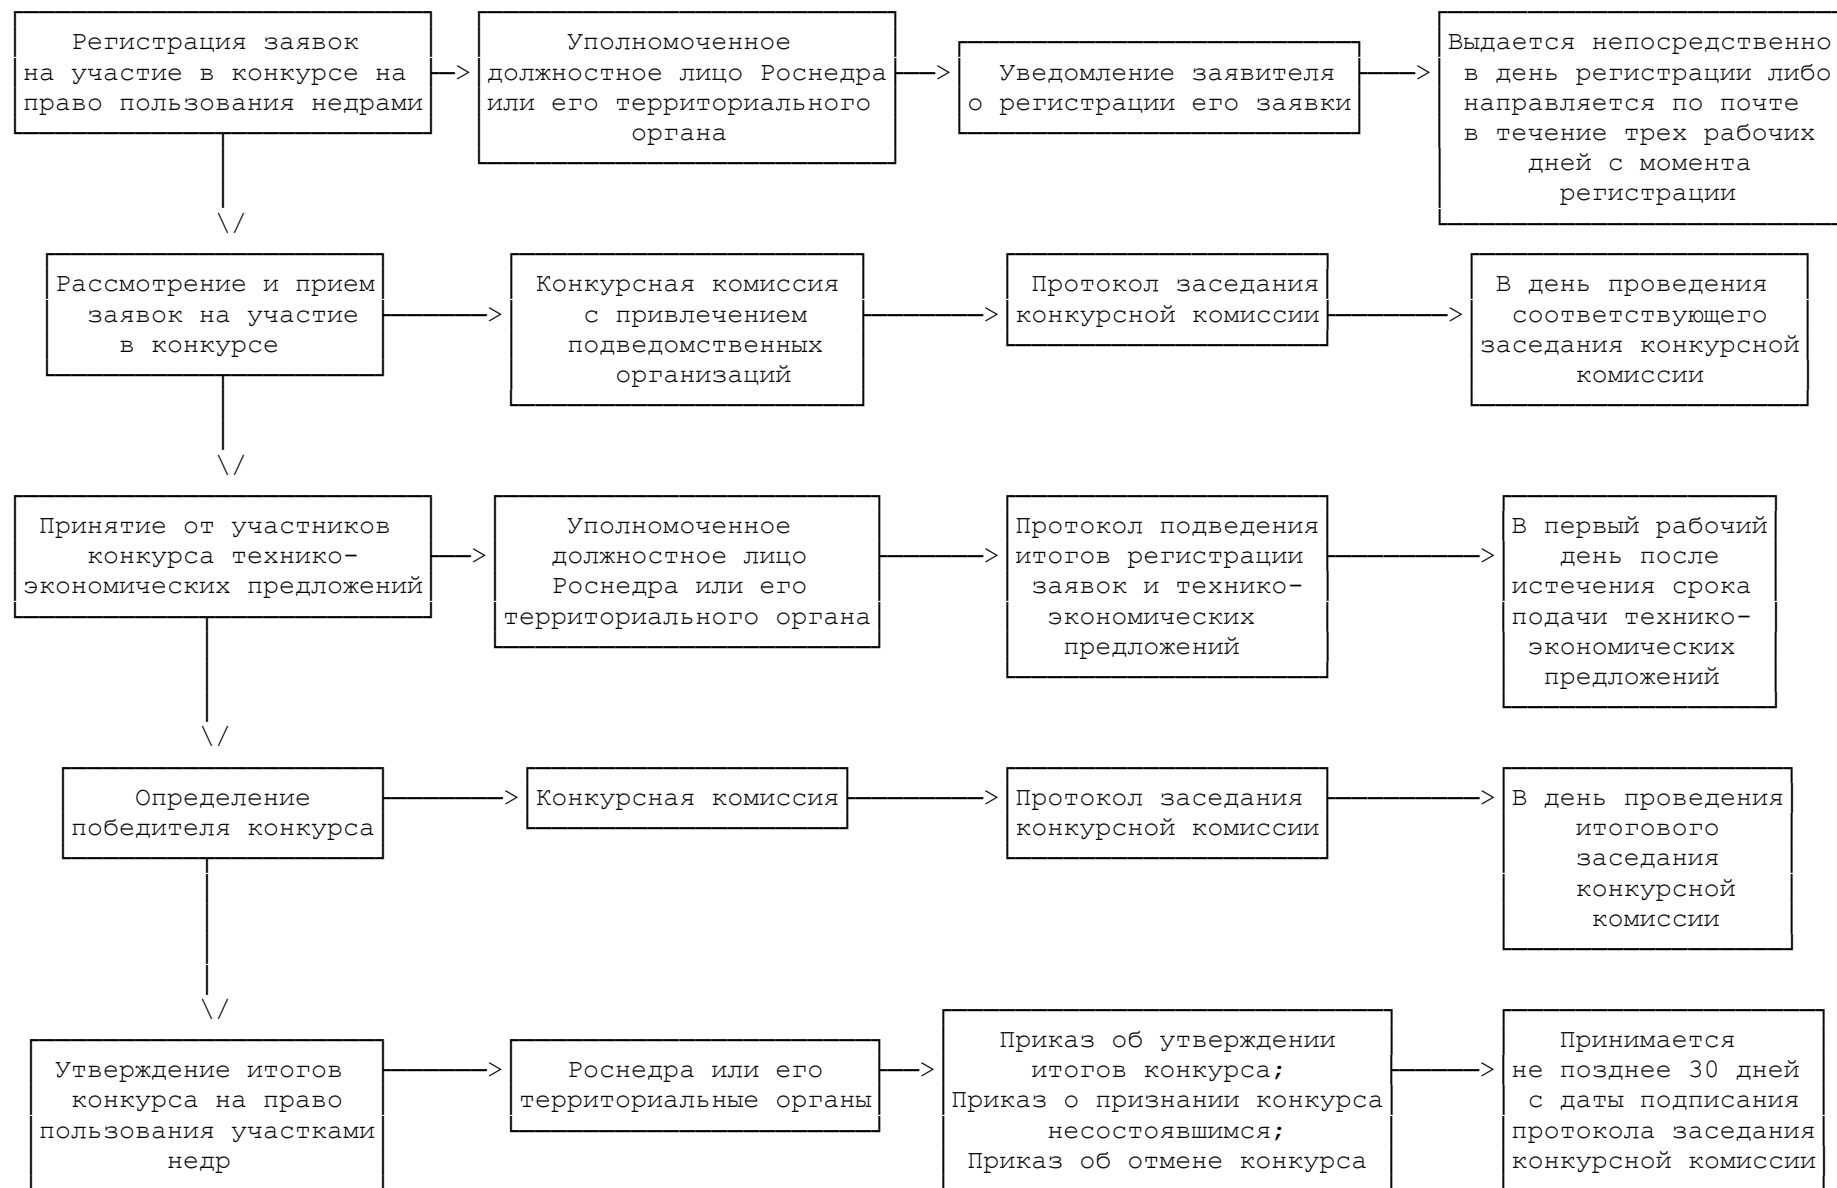 Регистрация заявок
на участие в конкурсе на
право пользования недрами
Уполномоченное
должностное лицо Роснедра
или его территориального
органа
Уведомление заявителя
о регистрации его заявки
Выдается непосредственно
в день регистрации либо
направляется по почте
в течение трех рабочих
дней с момента
регистрации
Рассмотрение и прием
заявок на участие
в конкурсе
Конкурсная комиссия
с привлечением
подведомственных
организаций
Протокол заседания
конкурсной комиссии
В день проведения
соответствующего
заседания конкурсной
комиссии
Принятие от участников
конкурса технико-
экономических предложений
Уполномоченное
должностное лицо
Роснедра или его
территориального органа
Протокол подведения
итогов регистрации
заявок и технико-
экономических
предложений
В первый рабочий
день после
истечения срока
подачи технико-
экономических
предложений
Определение
победителя конкурса
Конкурсная комиссия
Протокол заседания
конкурсной комиссии
В день проведения
итогового
заседания
конкурсной
комиссии
Утверждение итогов
конкурса на право
пользования участками
недр
Роснедра или его
территориальные органы
Приказ об утверждении
итогов конкурса;
Приказ о признании конкурса
несостоявшимся;
Приказ об отмене конкурса
Принимается
не позднее 30 дней
с даты подписания
протокола заседания
конкурсной комиссии